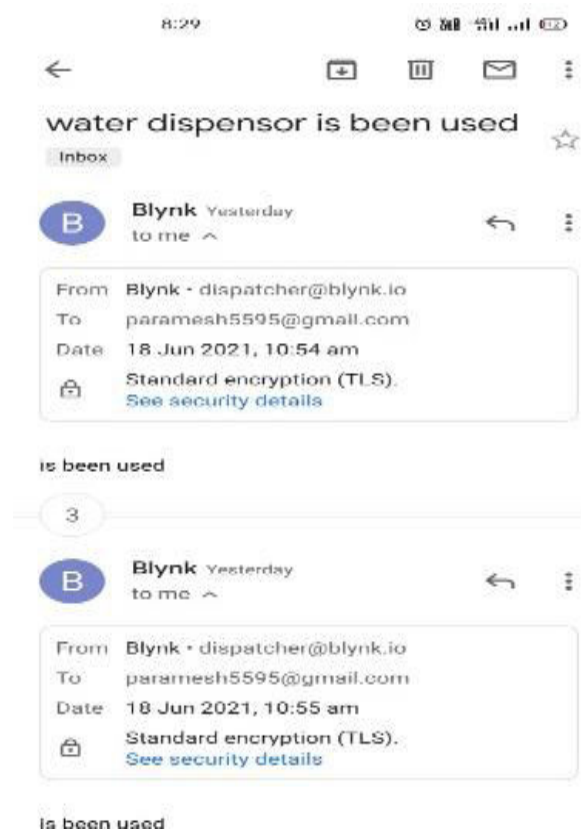 8:29
water dispensor is been used
Inbox
B
Blynk Yesterday
to me
From Blynk · dispatcher@blynk.io
To paramesh5595@gmail.com
Date 18 Jun 2021, 10:54 am
Standard encryption (TLS).
See security details
is been used
3
B
Blynk Yesterday
to me
From Blynk · dispatcher@blynk.io
To paramesh5595@gmail.com
Date 18 Jun 2021, 10:55 am
Standard encryption (TLS).
See security details
is been used